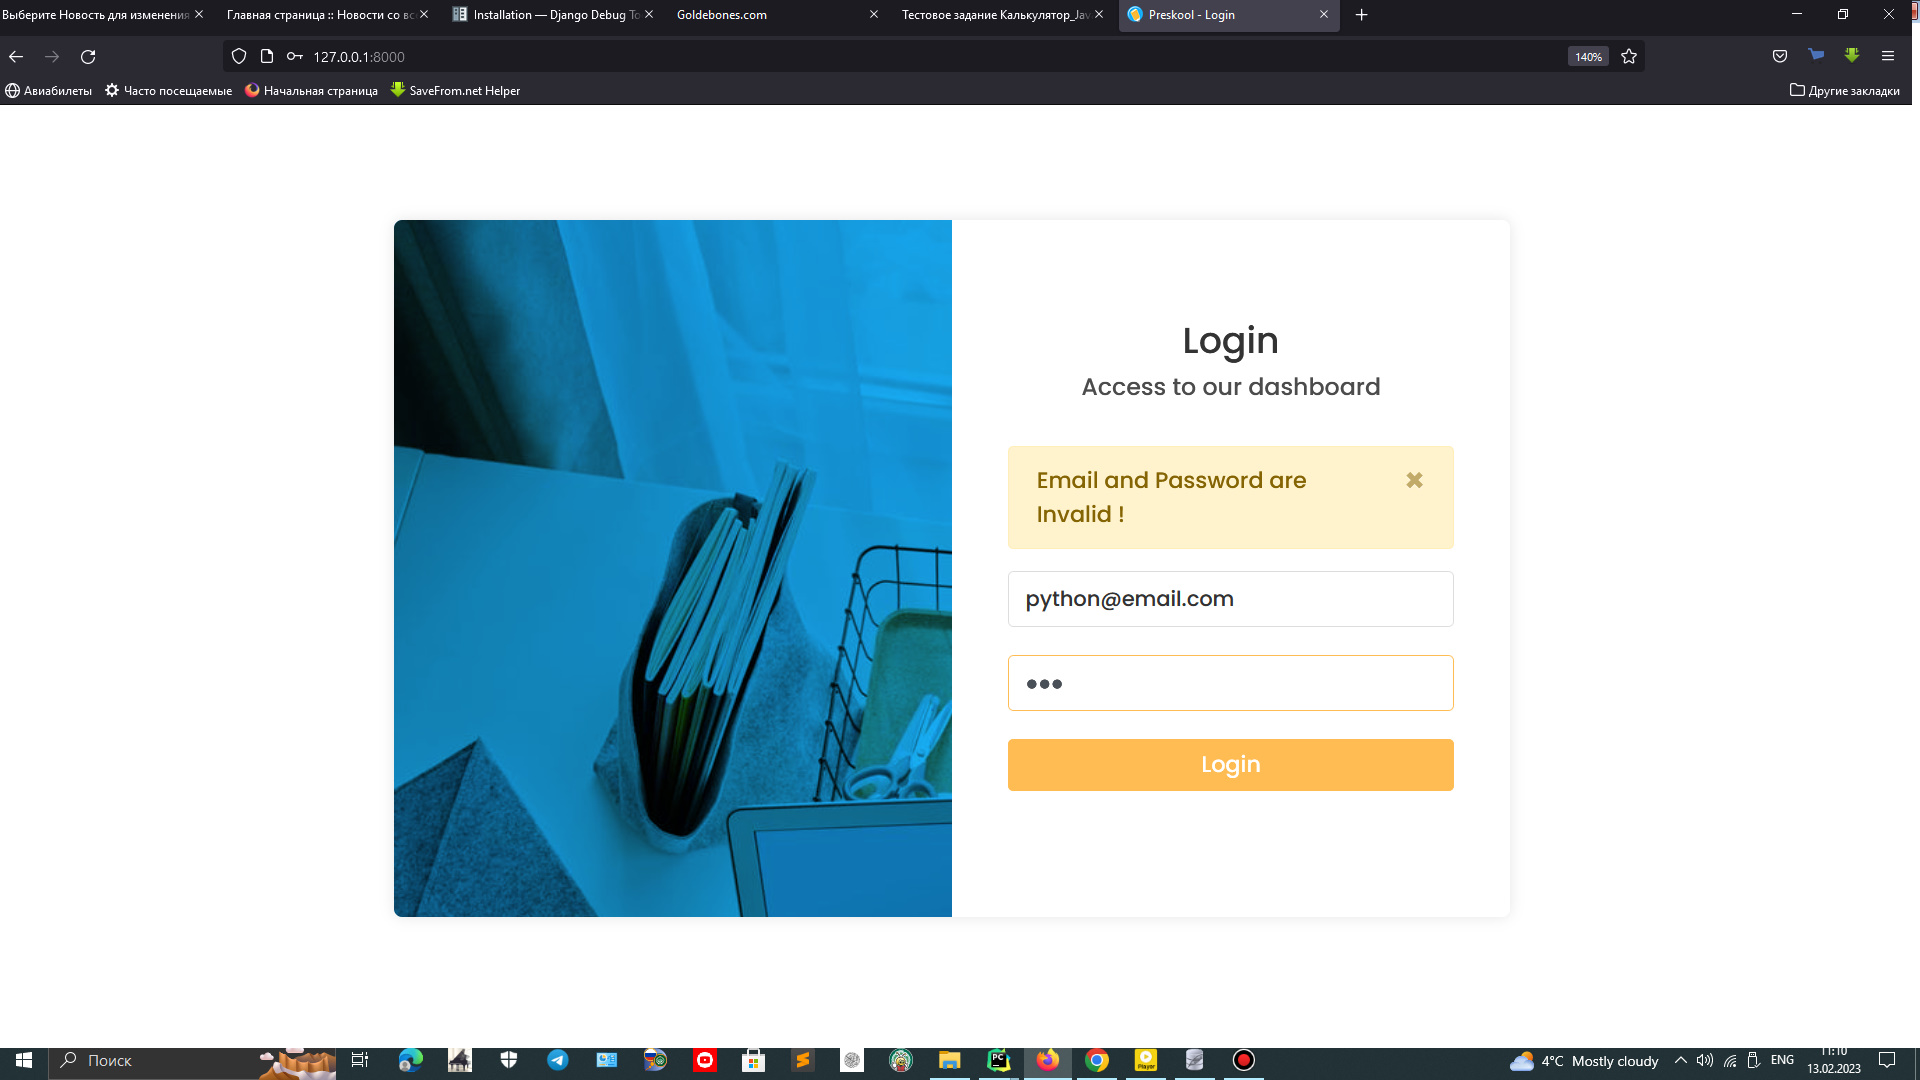 Выберите Новость для изменения
Главная страница :: Новости со вс
Installation — Django Debug To
Goldebones.com
Тестовое задание Калькулятор_Jav
Preskool - Login
127.0.0.1:8000
140%
Авиабилеты
Часто посещаемые
Начальная страница
SaveFrom.net Helper
Другие закладки
Login
Access to our dashboard
Email and Password are
Invalid !
python@email.com
Login
Поиск
4°C Mostly cloudy
ENG
11:10
13.02.2023